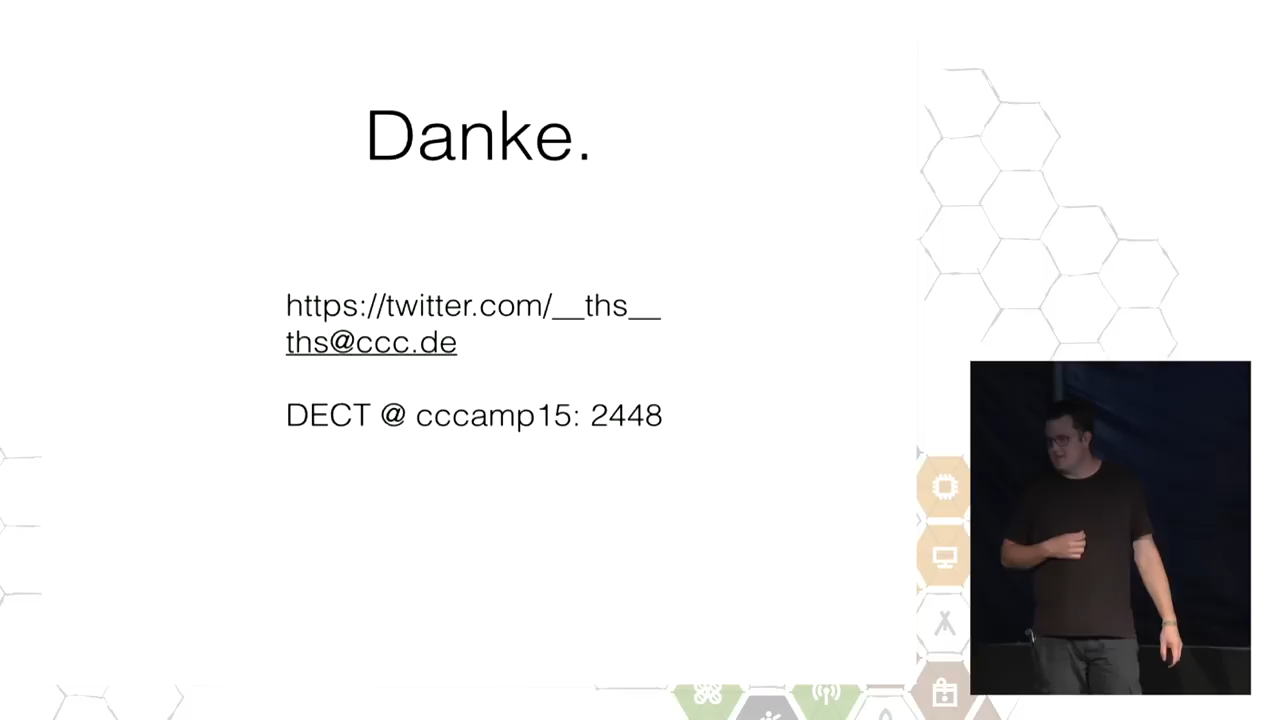 Danke.
https://twitter.com/__ths__
ths@ccc.de
DECT @ cccamp15: 2448